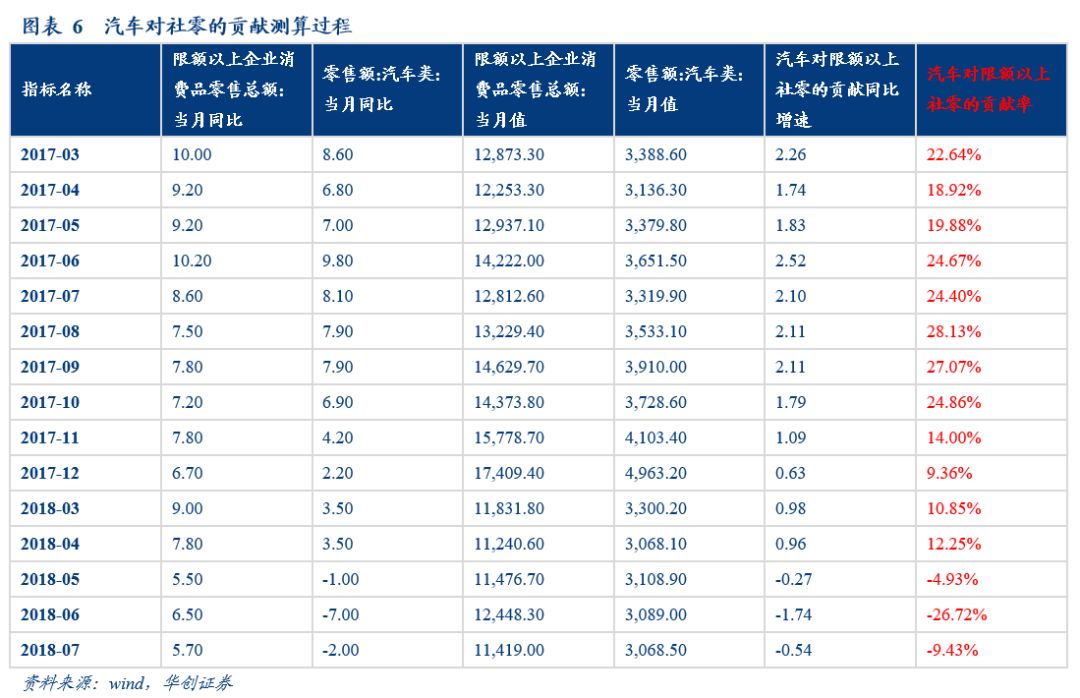 图表 6 汽车对社零的贡献测算过程
指标名称 限额以上企业消费品零售总额:当月同比 零售额:汽车类:当月同比 限额以上企业消费品零售总额:当月值 零售额:汽车类:当月值 汽车对限额以上社零的贡献同比增速 汽车对限额以上社零的贡献率
2017-03 10.00 8.60 12,873.30 3,388.60 2.26 22.64%
2017-04 9.20 6.80 12,253.30 3,136.30 1.74 18.92%
2017-05 9.20 7.00 12,937.10 3,379.80 1.83 19.88%
2017-06 10.20 9.80 14,222.00 3,651.50 2.52 24.67%
2017-07 8.60 8.10 12,812.60 3,319.90 2.10 24.40%
2017-08 7.50 7.90 13,229.40 3,533.10 2.11 28.13%
2017-09 7.80 7.90 14,629.70 3,910.00 2.11 27.07%
2017-10 7.20 6.90 14,373.80 3,728.60 1.79 24.86%
2017-11 7.80 4.20 15,778.70 4,103.40 1.09 14.00%
2017-12 6.70 2.20 17,409.40 4,963.20 0.63 9.36%
2018-03 9.00 3.50 11,831.80 3,300.20 0.98 10.85%
2018-04 7.80 3.50 11,240.60 3,068.10 0.96 12.25%
2018-05 5.50 -1.00 11,476.70 3,108.90 -0.27 -4.93%
2018-06 6.50 -7.00 12,448.30 3,089.00 -1.74 -26.72%
2018-07 5.70 -2.00 11,419.00 3,068.50 -0.54 -9.43%
资料来源：wind，华创证券